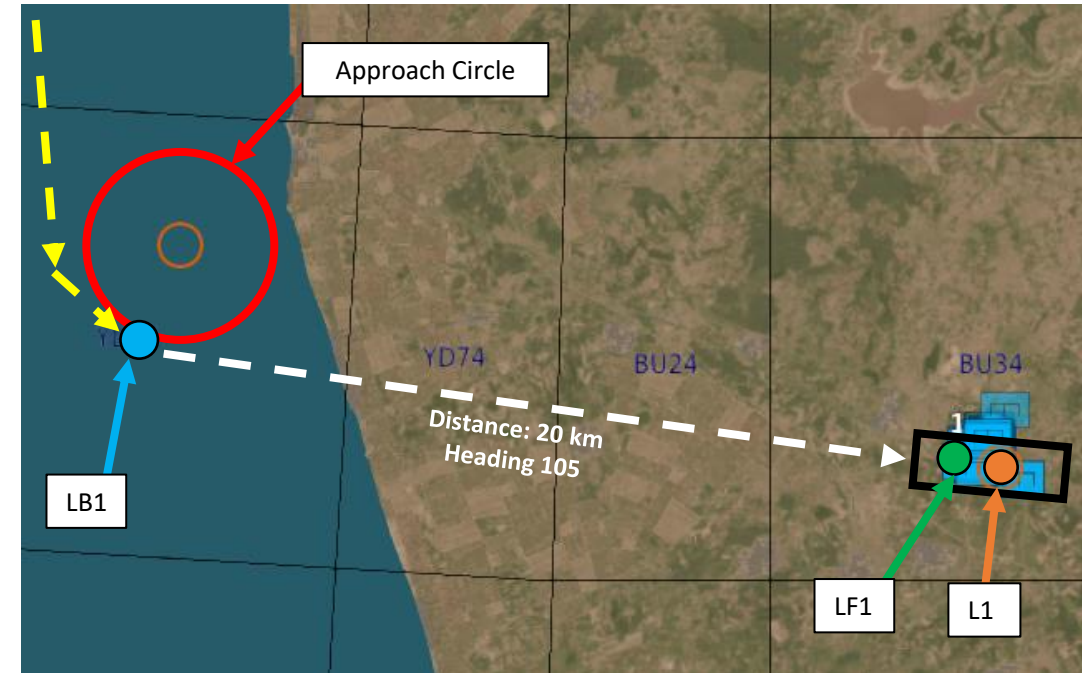 Approach Circle
YD74
BU24
BU34
Distance: 20 km
Heading 105
1
LB1
LF1
L1